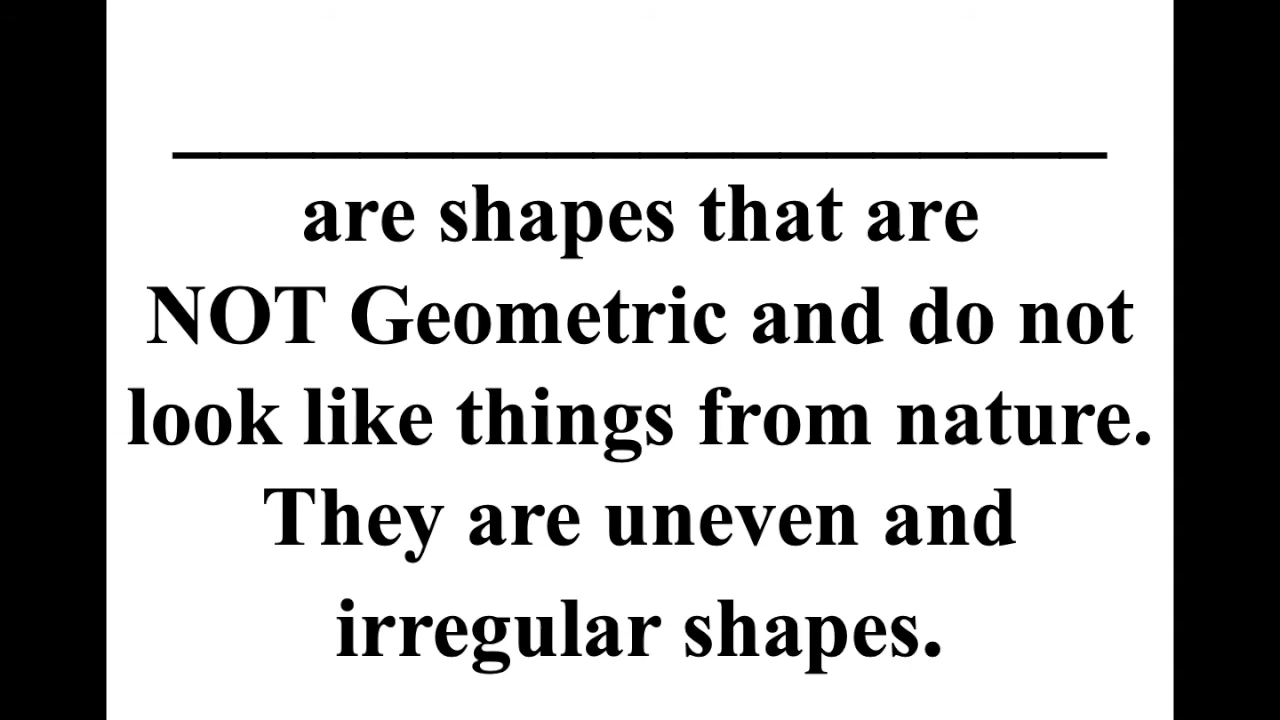 ____________________
are shapes that are
NOT Geometric and do not
look like things from nature.
They are uneven and
irregular shapes.